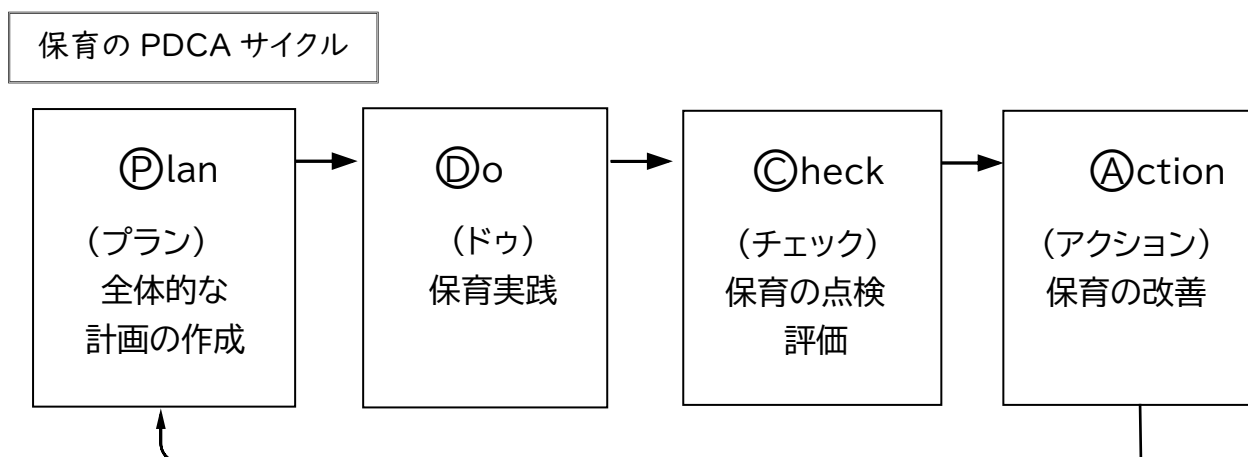 保育の PDCA サイクル
Ⓟlan
(プラン)
全体的な
計画の作成
Ⓓo
(ドゥ)
保育実践
Ⓒheck
(チェック)
保育の点検
評価
Ⓐction
(アクション)
保育の改善